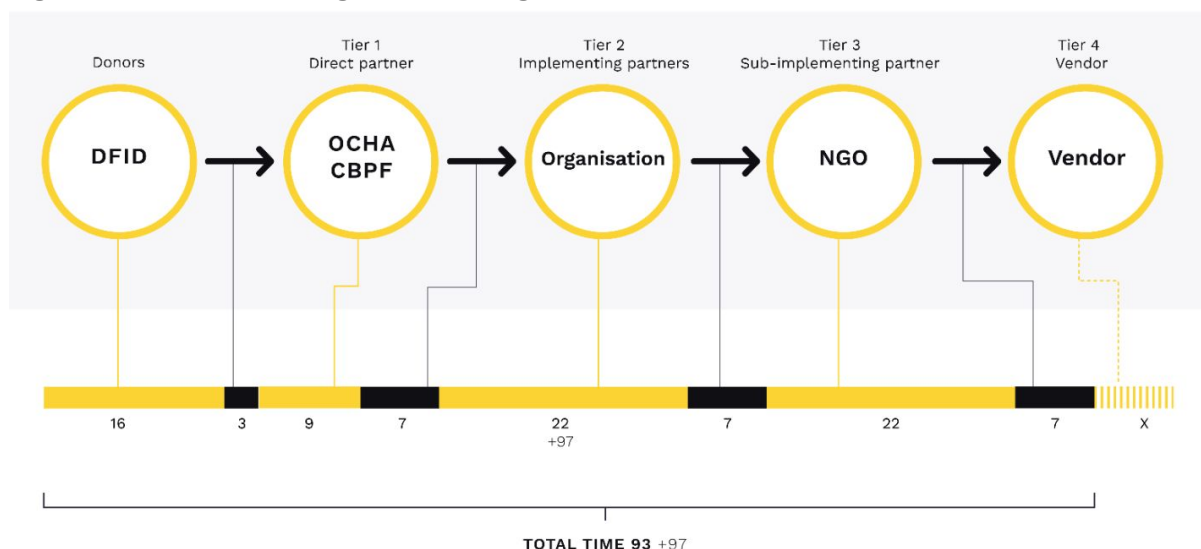 Donors
Tier 1
Direct partner
Tier 2
Implementing partners
Tier 3
Sub-implementing partner
Tier 4
Vendor
DFID
OCHA
CBPF
Organisation
NGO
Vendor
16
3
9
7
22
+97
7
22
7
X
TOTAL TIME 93 +97